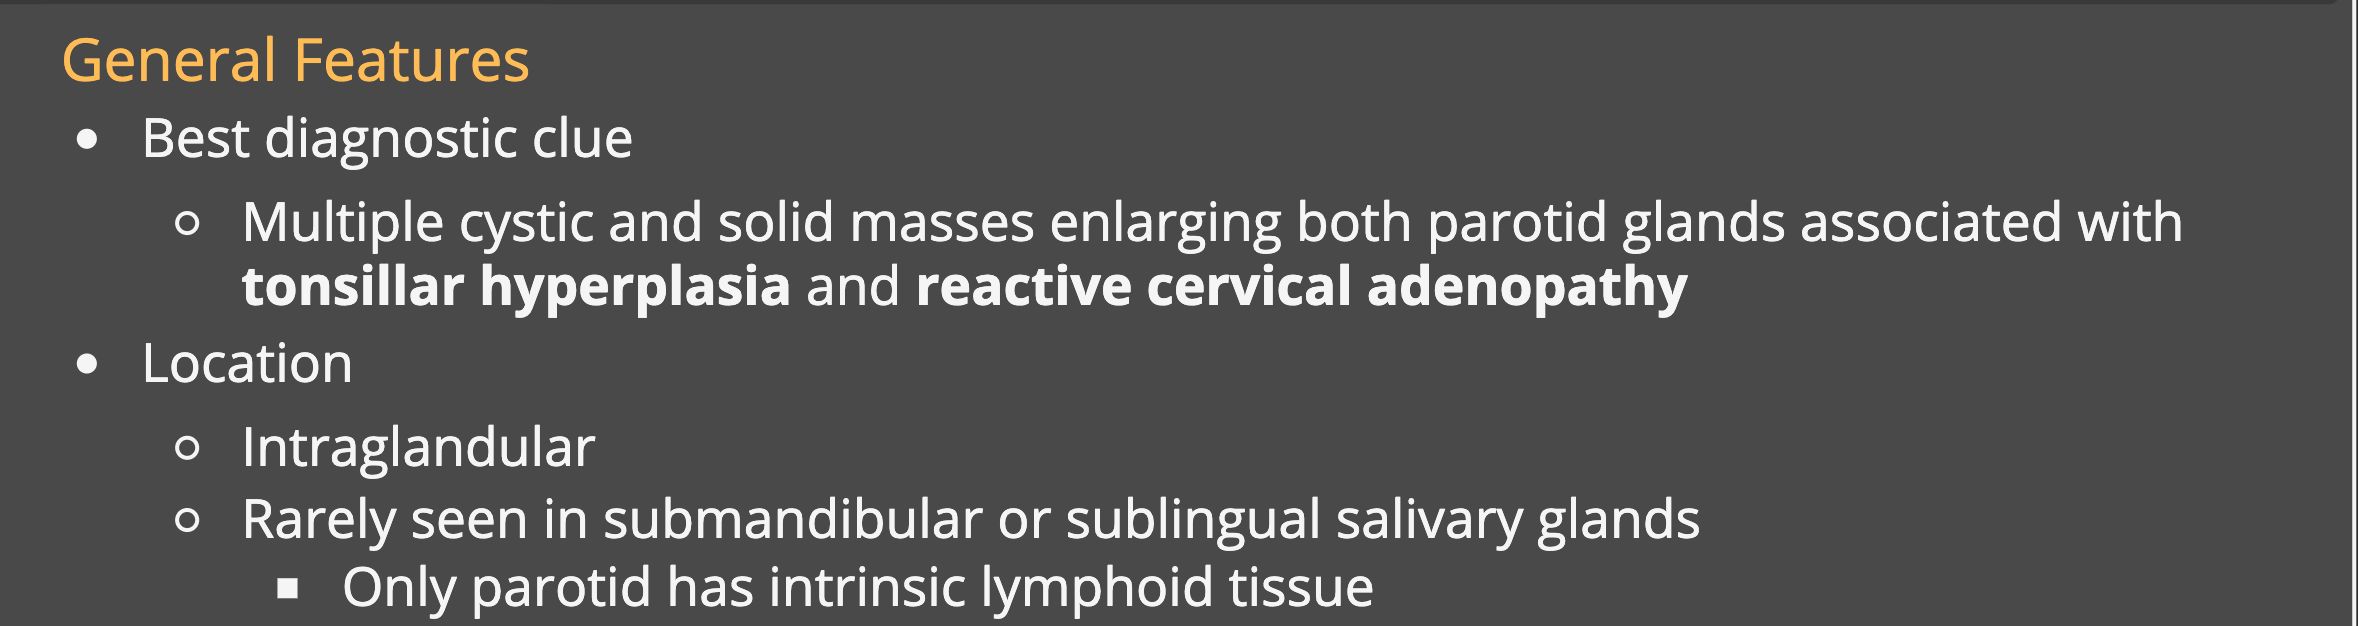 General Features
• Best diagnostic clue
○ Multiple cystic and solid masses enlarging both parotid glands associated with
tonsillar hyperplasia and reactive cervical adenopathy
• Location
○ Intraglandular
○ Rarely seen in submandibular or sublingual salivary glands
■ Only parotid has intrinsic lymphoid tissue